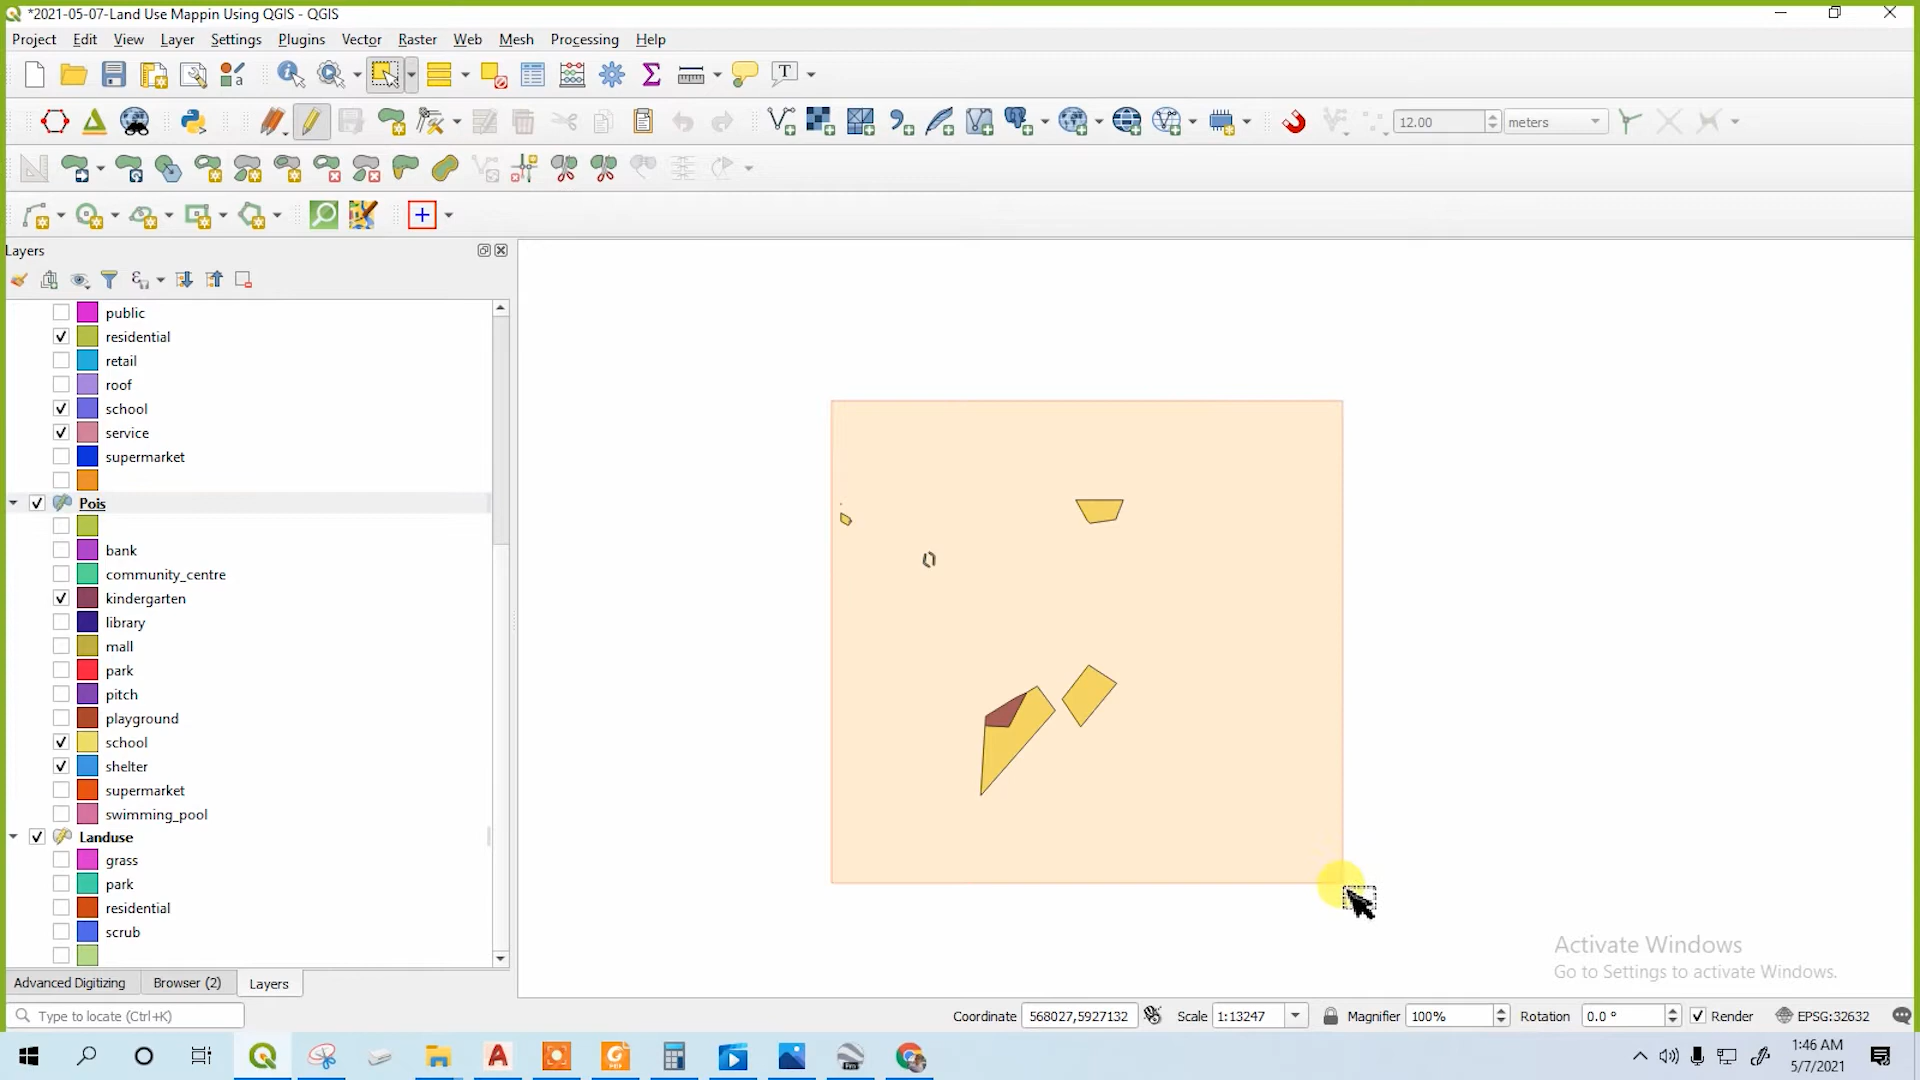 *2021-05-07-Land Use Mappin Using QGIS - QGIS
Project Edit View Layer Settings Plugins Vector Raster Web Mesh Processing Help
12.00 meters
Layers
public
residential
retail
roof
school
service
supermarket
Pois
bank
community_centre
kindergarten
library
mall
park
pitch
playground
school
shelter
supermarket
swimming_pool
Landuse
grass
park
residential
scrub
Advanced Digitizing Browser (2) Layers
Activate Windows
Go to Settings to activate Windows.
Type to locate (Ctrl+K) Coordinate 568027,5927132 Scale 1:13247 Magnifier 100% Rotation 0.0 ° Render EPSG:32632
1:46 AM
5/7/2021